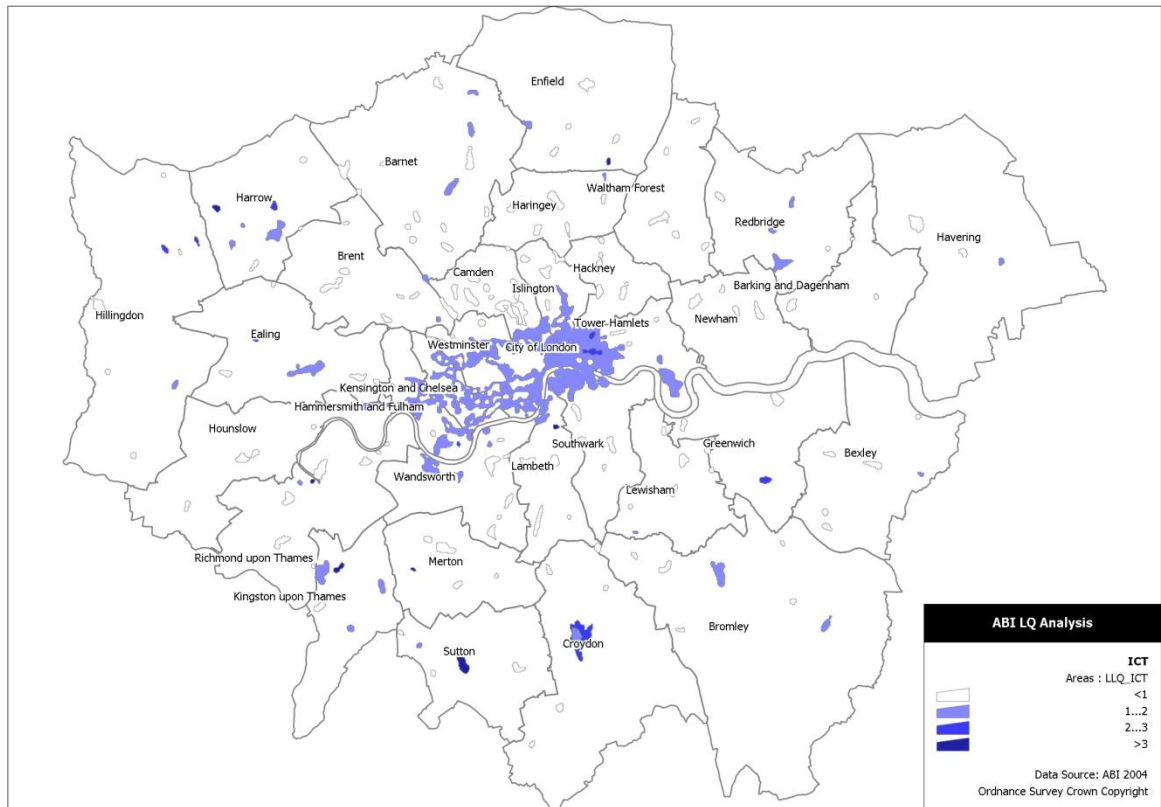 Enfield
Barnet
Waltham Forest
Harrow
Haringey
Redbridge
Havering
Brent
Camden
Hackney
Islington
Barking and Dagenham
Hillingdon
Newham
Ealing
Tower Hamlets
Westminster
City of London
Kensington and Chelsea
Hammersmith and Fulham
Hounslow
Southwark
Greenwich
Bexley
Wandsworth
Lambeth
Lewisham
Richmond upon Thames
Merton
Kingston upon Thames
Bromley
Sutton
Croydon
ABI LQ Analysis
ICT
Areas : LLQ_ICT
<1
1...2
2...3
>3
Data Source: ABI 2004
Ordnance Survey Crown Copyright